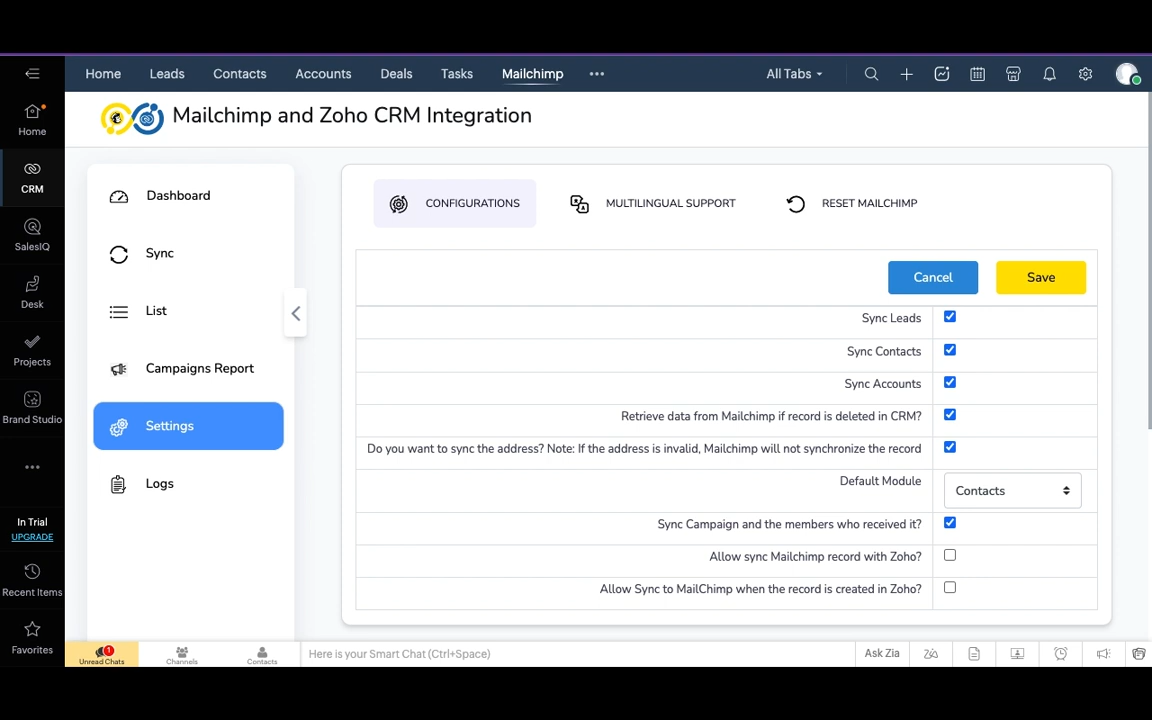 Home Leads Contacts Accounts Deals Tasks Mailchimp ••• All Tabs
Mailchimp and Zoho CRM Integration
Home
CRM
SalesIQ
Desk
Projects
Brand Studio
•••
In Trial
UPGRADE
Recent Items
Favorites
Dashboard
Sync
List
Campaigns Report
Settings
Logs
CONFIGURATIONS MULTILINGUAL SUPPORT RESET MAILCHIMP
Cancel Save
Sync Leads
Sync Contacts
Sync Accounts
Retrieve data from Mailchimp if record is deleted in CRM?
Do you want to sync the address? Note: If the address is invalid, Mailchimp will not synchronize the record
Default Module Contacts
Sync Campaign and the members who received it?
Allow sync Mailchimp record with Zoho?
Allow Sync to MailChimp when the record is created in Zoho?
1
Unread Chats Channels Contacts Here is your Smart Chat (Ctrl+Space) Ask Zia